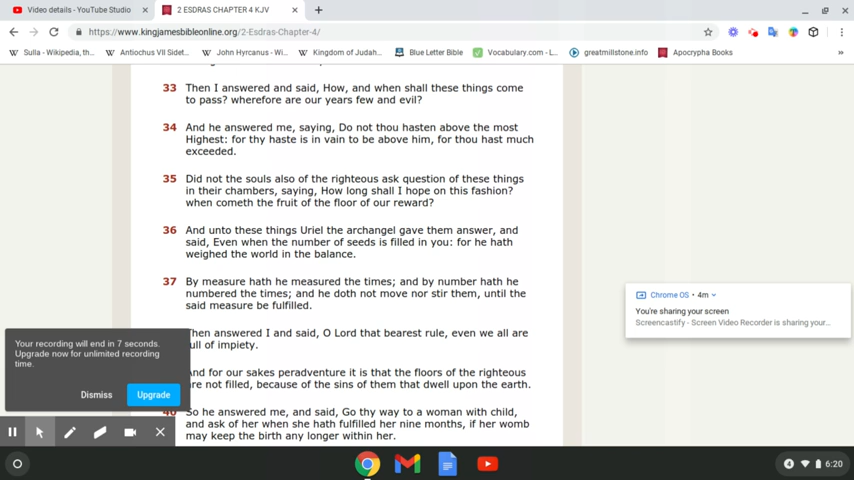 Video details - YouTube Studio
2 ESDRAS CHAPTER 4 KJV
https://www.kingjamesbibleonline.org/2-Esdras-Chapter-4/
Sulla - Wikipedia, th...
Antiochus VII Sidet...
John Hyrcanus - Wi...
Kingdom of Judah...
Blue Letter Bible
Vocabulary.com - L...
greatmillstone.info
Apocrypha Books
33 Then I answered and said, How, and when shall these things come
to pass? wherefore are our years few and evil?
34 And he answered me, saying, Do not thou hasten above the most
Highest: for thy haste is in vain to be above him, for thou hast much
exceeded.
35 Did not the souls also of the righteous ask question of these things
in their chambers, saying, How long shall I hope on this fashion?
when cometh the fruit of the floor of our reward?
36 And unto these things Uriel the archangel gave them answer, and
said, Even when the number of seeds is filled in you: for he hath
weighed the world in the balance.
37 By measure hath he measured the times; and by number hath he
numbered the times; and he doth not move nor stir them, until the
said measure be fulfilled.
Then answered I and said, O Lord that bearest rule, even we all are
ull of impiety.
And for our sakes peradventure it is that the floors of the righteous
are not filled, because of the sins of them that dwell upon the earth.
40 So he answered me, and said, Go thy way to a woman with child,
and ask of her when she hath fulfilled her nine months, if her womb
may keep the birth any longer within her.
Chrome OS • 4m
You're sharing your screen
Screencastify - Screen Video Recorder is sharing your...
Your recording will end in 7 seconds.
Upgrade now for unlimited recording
time.
Dismiss
Upgrade
4
6:20